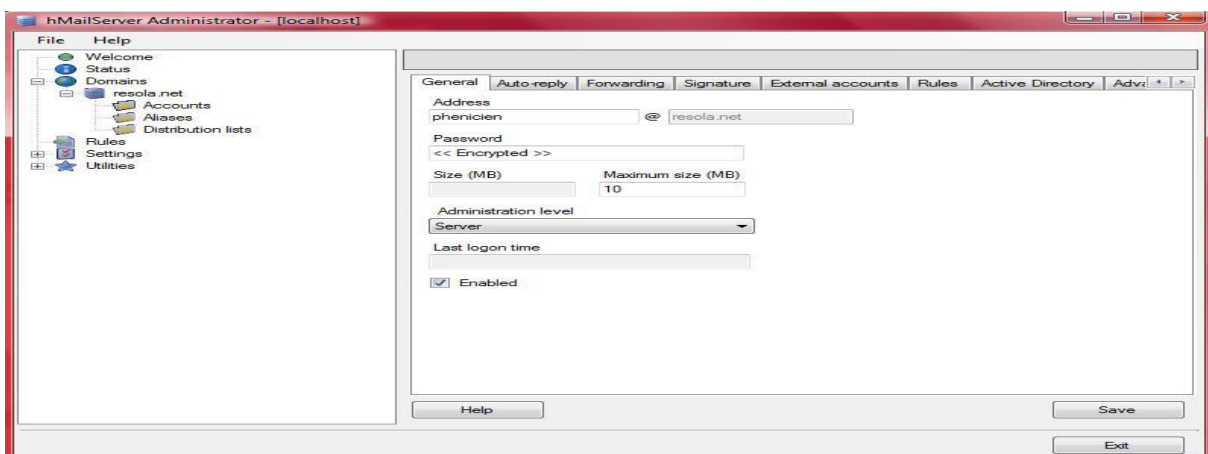 hMailServer Administrator - [localhost]
File Help
Welcome
Status
Domains
resola.net
Accounts
Aliases
Distribution lists
Rules
Settings
Utilities
General Auto-reply Forwarding Signature External accounts Rules Active Directory Adva
Address
phenicien @ resola.net
Password
<< Encrypted >>
Size (MB) Maximum size (MB)
10
Administration level
Server
Last logon time
Enabled
Help Save
Exit